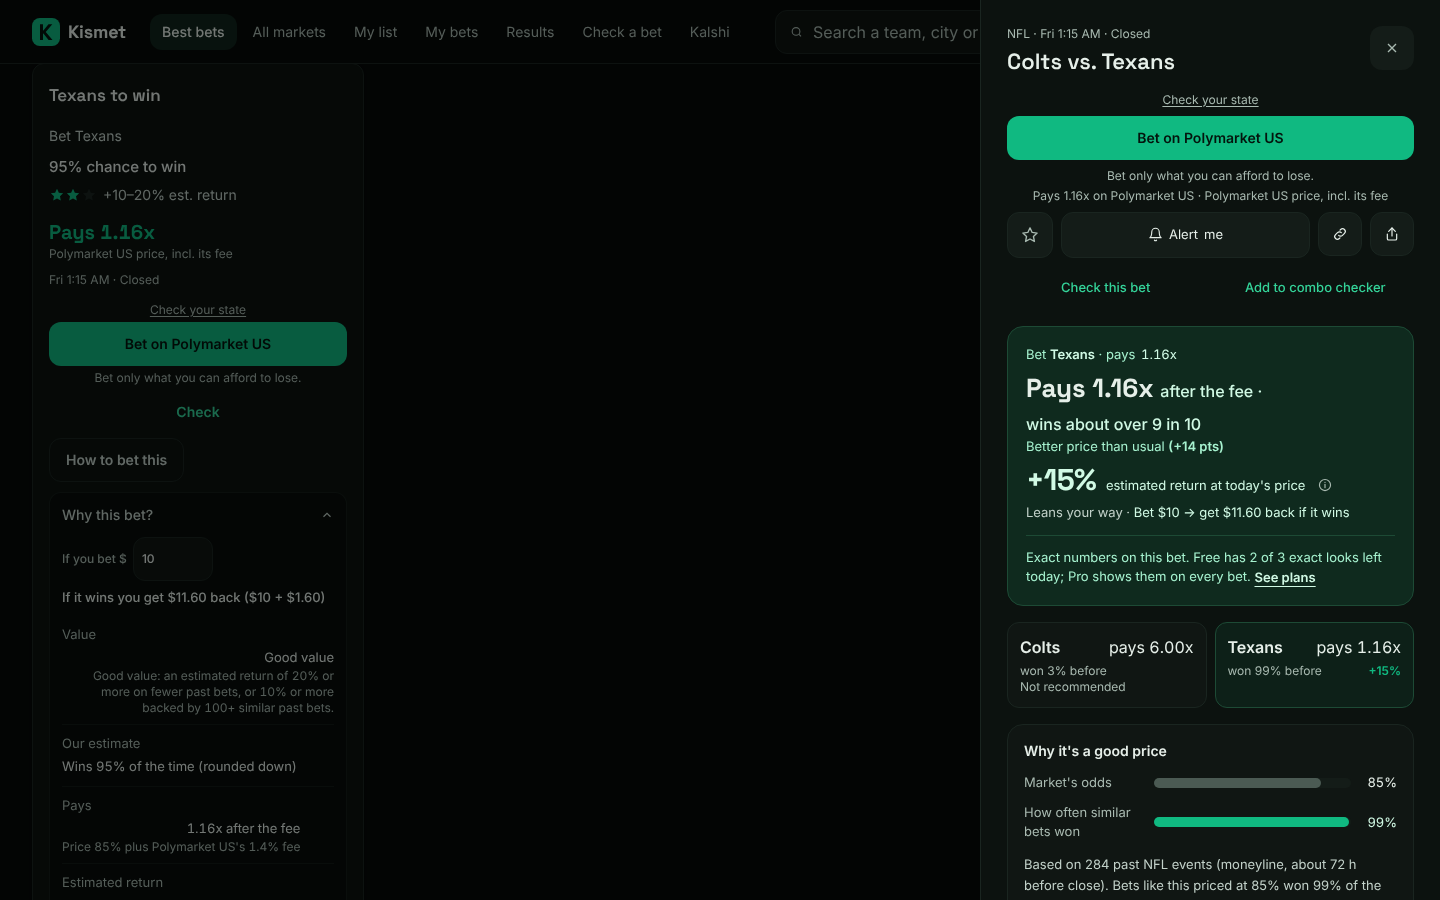 Kismet
Best bets
All markets
My list
My bets
Results
Check a bet
Kalshi
Search a team, city or
Texans to win
Bet Texans
95% chance to win
+10–20% est. return
Pays 1.16x
Polymarket US price, incl. its fee
Fri 1:15 AM · Closed
Check your state
Bet on Polymarket US
Bet only what you can afford to lose.
Check
How to bet this
Why this bet?
If you bet $ 10
If it wins you get $11.60 back ($10 + $1.60)
Value
Good value
Good value: an estimated return of 20% or
more on fewer past bets, or 10% or more
backed by 100+ similar past bets.
Our estimate
Wins 95% of the time (rounded down)
Pays
1.16x after the fee
Price 85% plus Polymarket US's 1.4% fee
Estimated return
NFL · Fri 1:15 AM · Closed
Colts vs. Texans
Check your state
Bet on Polymarket US
Bet only what you can afford to lose.
Pays 1.16x on Polymarket US · Polymarket US price, incl. its fee
Alert me
Check this bet
Add to combo checker
Bet Texans · pays 1.16x
Pays 1.16x after the fee ·
wins about over 9 in 10
Better price than usual (+14 pts)
+15% estimated return at today's price
Leans your way · Bet $10 → get $11.60 back if it wins
Exact numbers on this bet. Free has 2 of 3 exact looks left
today; Pro shows them on every bet. See plans
Colts pays 6.00x
won 3% before
Not recommended
Texans pays 1.16x
won 99% before +15%
Why it's a good price
Market's odds 85%
How often similar
bets won 99%
Based on 284 past NFL events (moneyline, about 72 h
before close). Bets like this priced at 85% won 99% of the